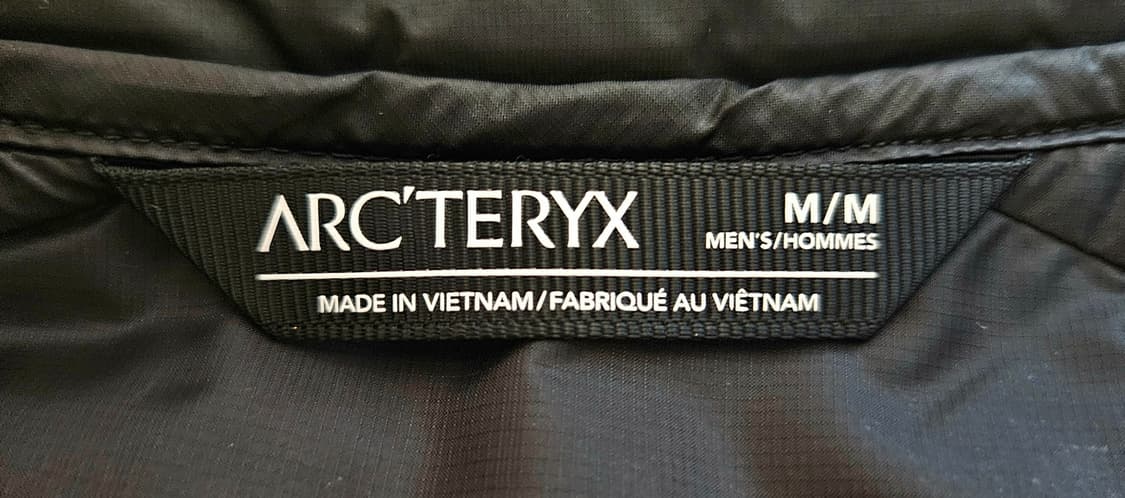 ARC'TERYX
M/M
MEN'S/HOMMES
MADE IN VIETNAM/FABRIQUÉ AU VIÊTNAM